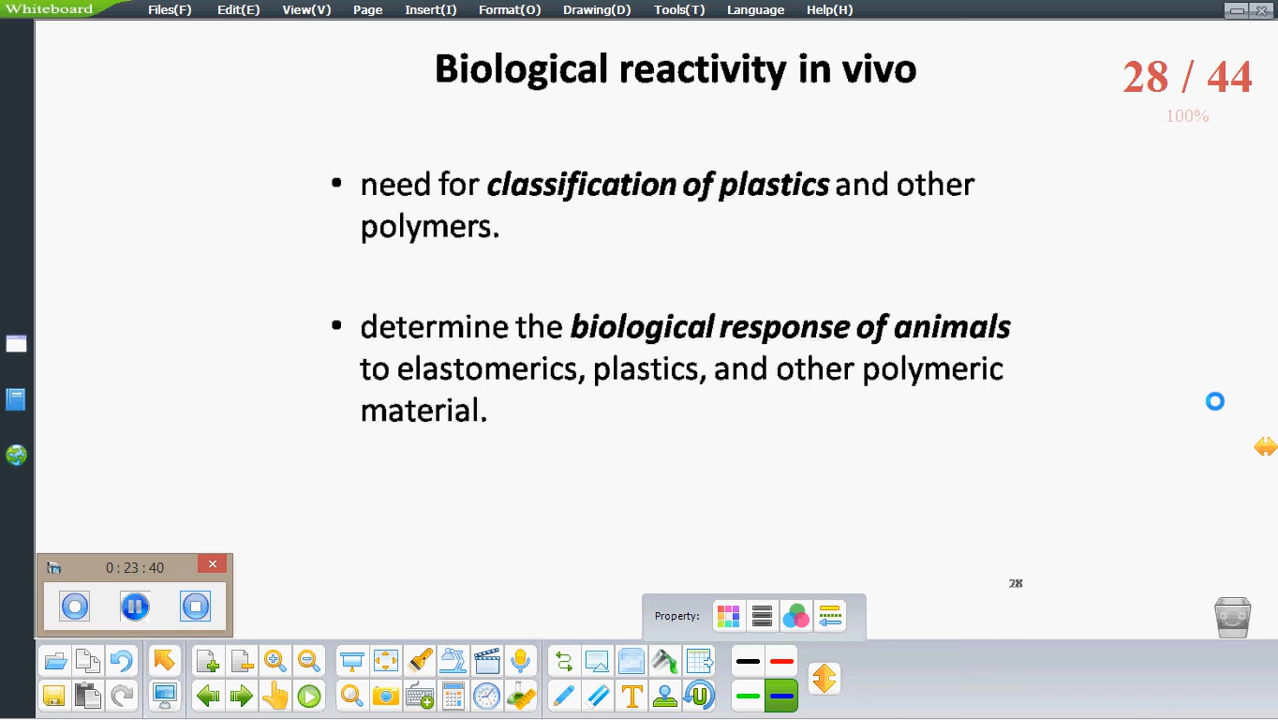 Whiteboard Files(F) Edit(E) View(V) Page Insert(I) Format(O) Drawing(D) Tools(T) Language Help(H)
Biological reactivity in vivo
28 / 44
100%
• need for classification of plastics and other
polymers.
• determine the biological response of animals
to elastomerics, plastics, and other polymeric
material.
0:23:40
28
Property: